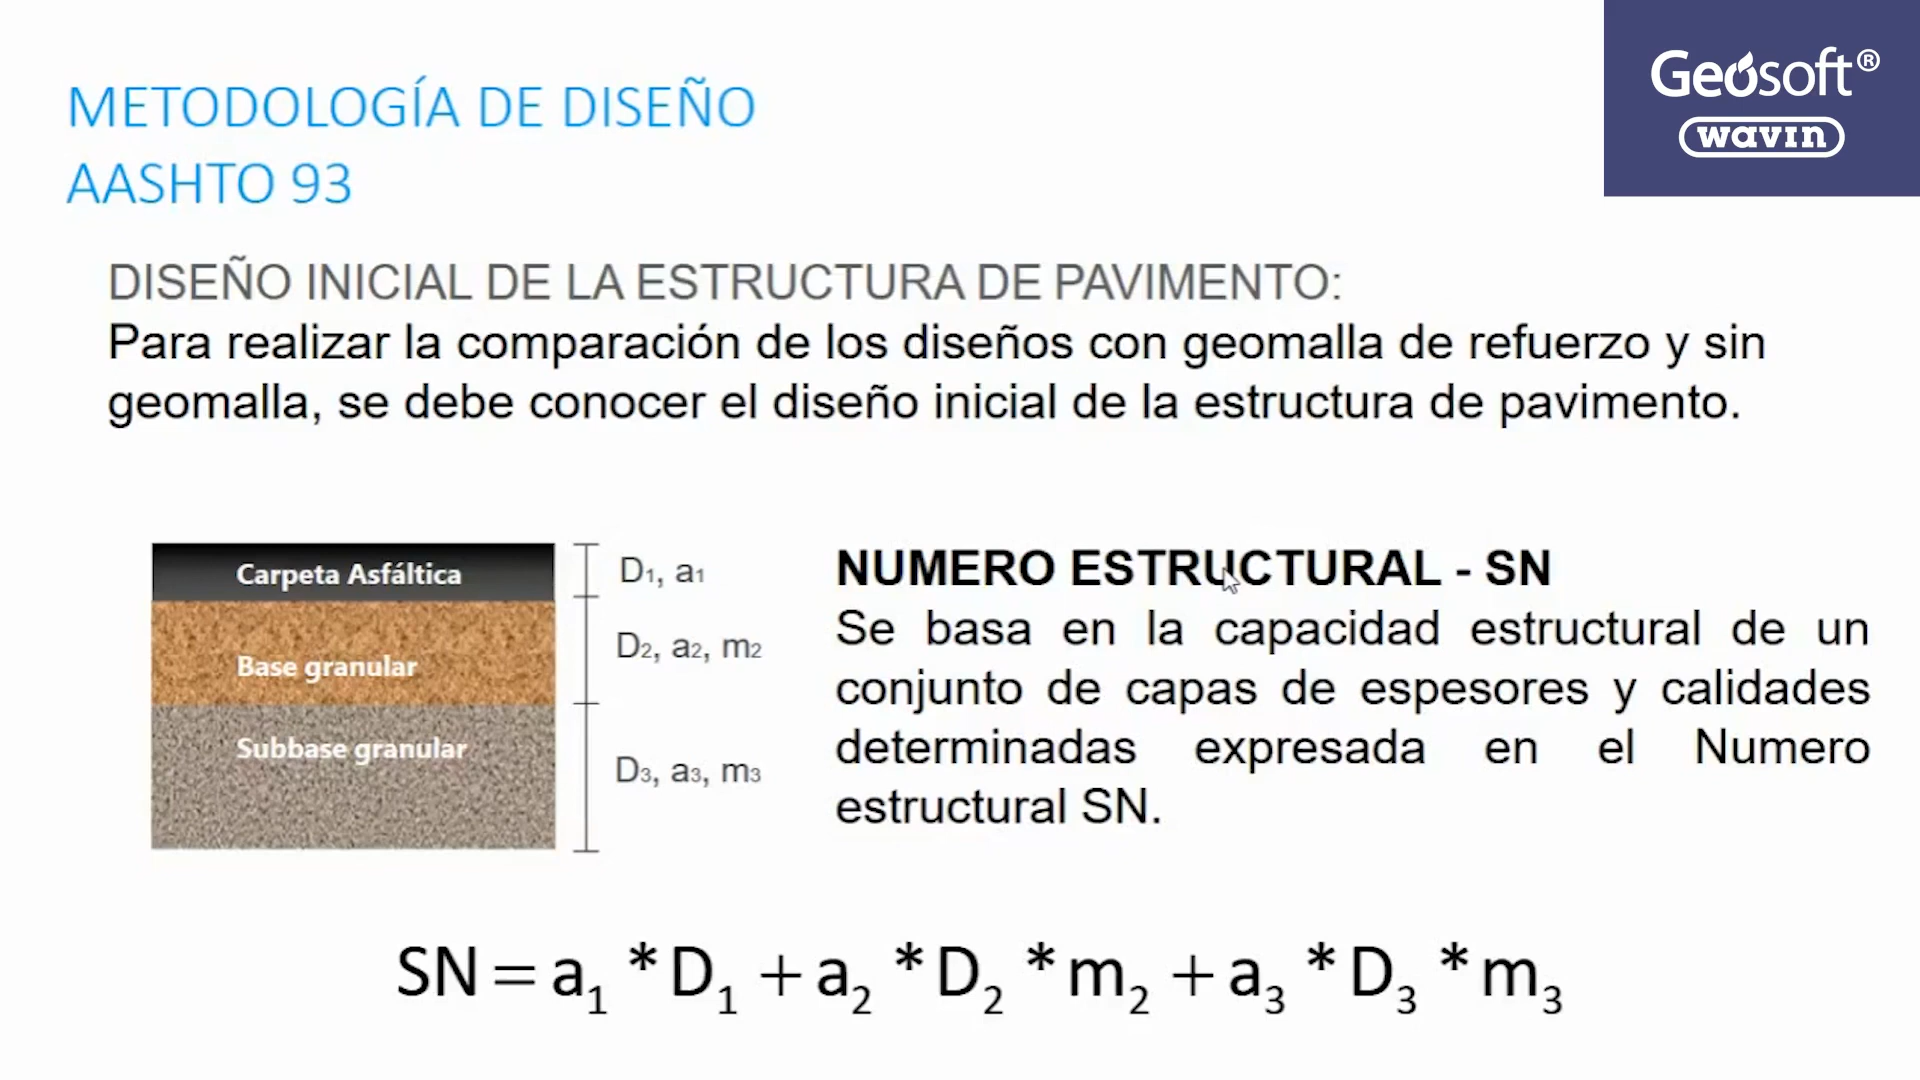 Geosoft®
wavin
METODOLOGÍA DE DISEÑO
AASHTO 93
DISEÑO INICIAL DE LA ESTRUCTURA DE PAVIMENTO:
Para realizar la comparación de los diseños con geomalla de refuerzo y sin
geomalla, se debe conocer el diseño inicial de la estructura de pavimento.
Carpeta Asfáltica
D₁, a₁
Base granular
D₂, a₂, m₂
Subbase granular
D₃, a₃, m₃
NUMERO ESTRUCTURAL - SN
Se basa en la capacidad estructural de un
conjunto de capas de espesores y calidades
determinadas expresada en el Numero
estructural SN.
SN = a₁ * D₁ + a₂ * D₂ * m₂ + a₃ * D₃ * m₃